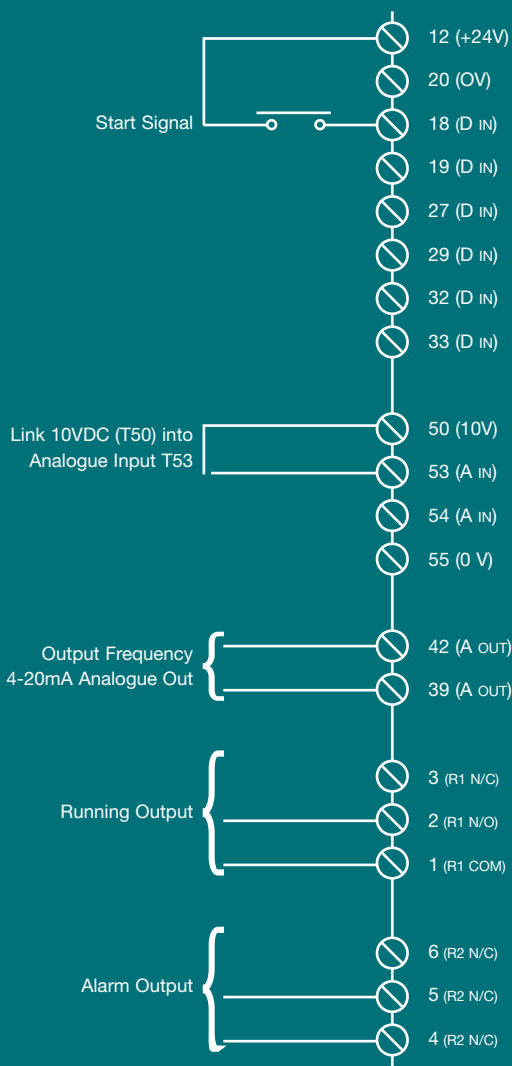 12 (+24V)
20 (OV)
Start Signal
18 (D IN)
19 (D IN)
27 (D IN)
29 (D IN)
32 (D IN)
33 (D IN)
Link 10VDC (T50) into
Analogue Input T53
50 (10V)
53 (A IN)
54 (A IN)
55 (0 V)
Output Frequency
4-20mA Analogue Out
42 (A OUT)
39 (A OUT)
Running Output
3 (R1 N/C)
2 (R1 N/O)
1 (R1 COM)
Alarm Output
6 (R2 N/C)
5 (R2 N/C)
4 (R2 N/C)